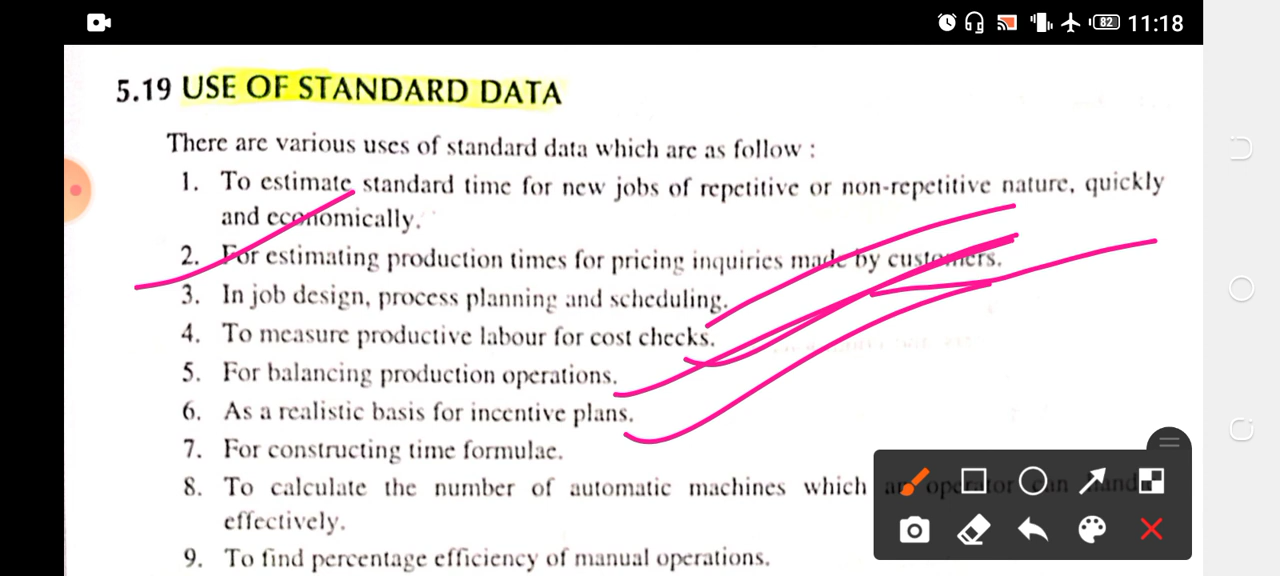 82 11:18
5.19 USE OF STANDARD DATA
There are various uses of standard data which are as follow :
1. To estimate standard time for new jobs of repetitive or non-repetitive nature, quickly
and economically.
2. For estimating production times for pricing inquiries made by customers.
3. In job design, process planning and scheduling.
4. To measure productive labour for cost checks.
5. For balancing production operations.
6. As a realistic basis for incentive plans.
7. For constructing time formulae.
8. To calculate the number of automatic machines which an operator can
effectively.
9. To find percentage efficiency of manual operations.